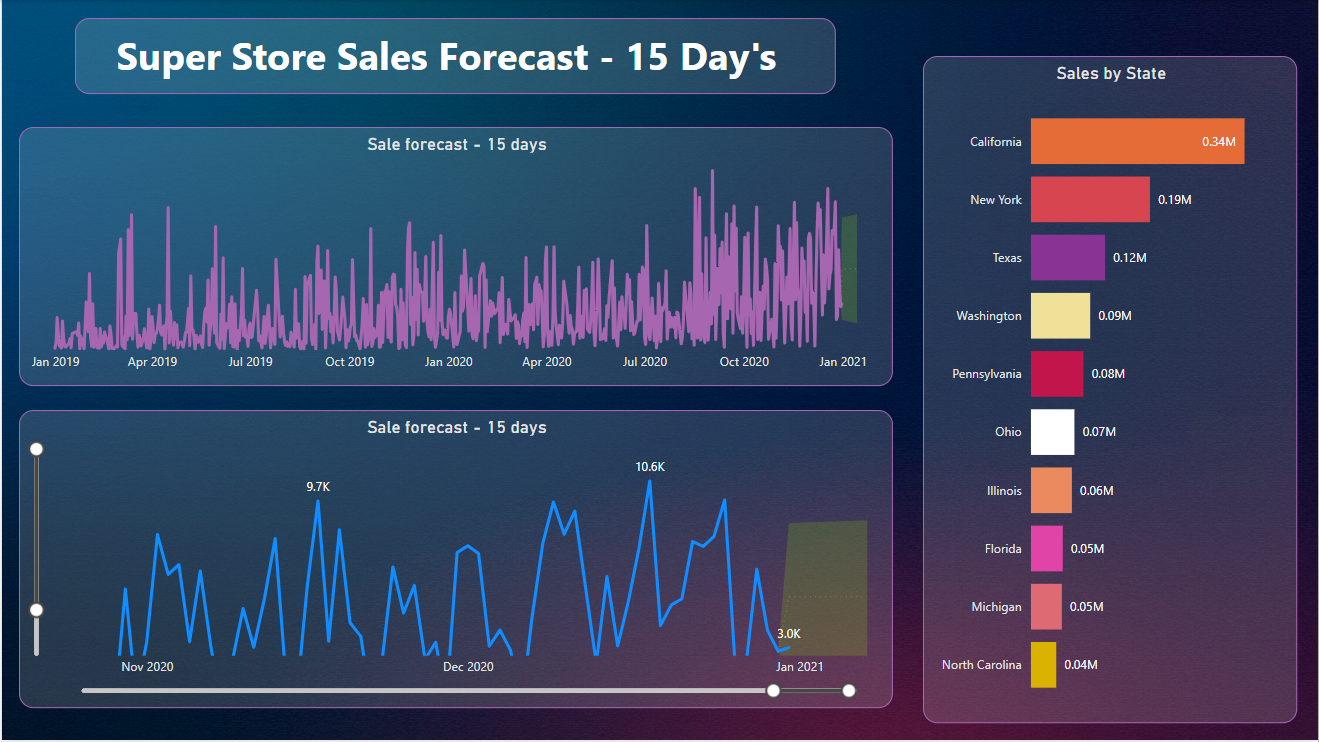 Super Store Sales Forecast - 15 Day's
Sale forecast - 15 days
Jan 2019 Apr 2019 Jul 2019 Oct 2019 Jan 2020 Apr 2020 Jul 2020 Oct 2020 Jan 2021
Sale forecast - 15 days
10.6K
9.7K
3.0K
Nov 2020 Dec 2020 Jan 2021
Sales by State
California 0.34M
New York 0.19M
Texas 0.12M
Washington 0.09M
Pennsylvania 0.08M
Ohio 0.07M
Illinois 0.06M
Florida 0.05M
Michigan 0.05M
North Carolina 0.04M